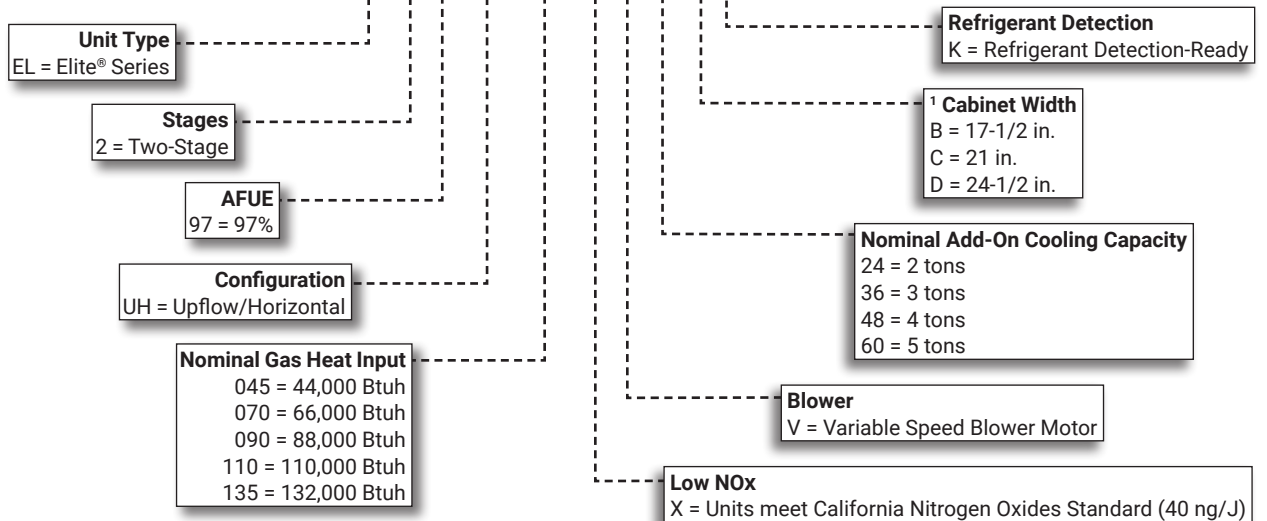 Unit Type
EL = Elite® Series
Stages
2 = Two-Stage
AFUE
97 = 97%
Configuration
UH = Upflow/Horizontal
Nominal Gas Heat Input
045 = 44,000 Btuh
070 = 66,000 Btuh
090 = 88,000 Btuh
110 = 110,000 Btuh
135 = 132,000 Btuh
Refrigerant Detection
K = Refrigerant Detection-Ready
¹ Cabinet Width
B = 17-1/2 in.
C = 21 in.
D = 24-1/2 in.
Nominal Add-On Cooling Capacity
24 = 2 tons
36 = 3 tons
48 = 4 tons
60 = 5 tons
Blower
V = Variable Speed Blower Motor
Low NOx
X = Units meet California Nitrogen Oxides Standard (40 ng/J)